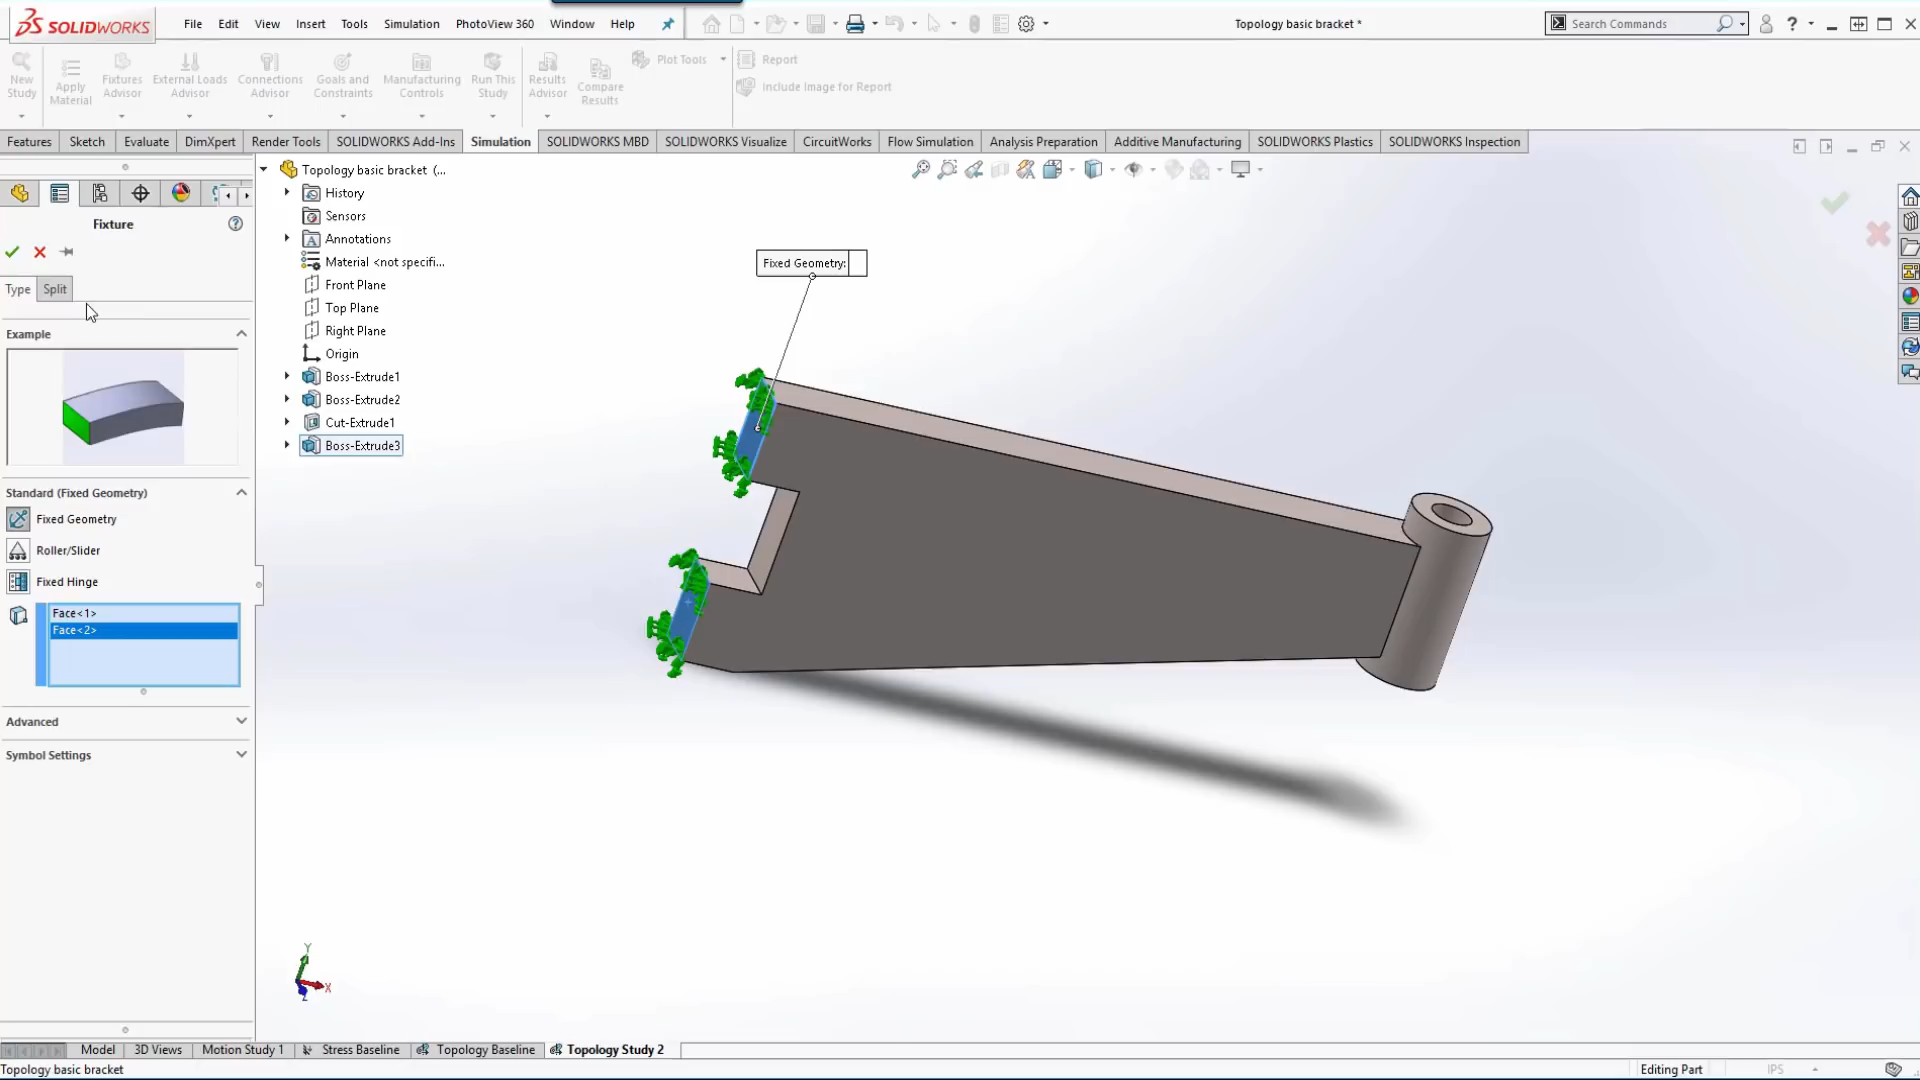 SOLIDWORKS
File Edit View Insert Tools Simulation PhotoView 360 Window Help
Topology basic bracket *
Search Commands
?
New Study
Apply Material
Fixtures Advisor
External Loads Advisor
Connections Advisor
Goals and Constraints
Manufacturing Controls
Run This Study
Results Advisor
Compare Results
Plot Tools
Report
Include Image for Report
Features Sketch Evaluate DimXpert Render Tools SOLIDWORKS Add-Ins Simulation SOLIDWORKS MBD SOLIDWORKS Visualize CircuitWorks Flow Simulation Analysis Preparation Additive Manufacturing SOLIDWORKS Plastics SOLIDWORKS Inspection
Fixture
?
Type Split
Example
Standard (Fixed Geometry)
Fixed Geometry
Roller/Slider
Fixed Hinge
Face<1>
Face<2>
Advanced
Symbol Settings
Topology basic bracket (...
History
Sensors
Annotations
Material <not specifi...
Front Plane
Top Plane
Right Plane
Origin
Boss-Extrude1
Boss-Extrude2
Cut-Extrude1
Boss-Extrude3
Fixed Geometry:
Y
X
Z
Model 3D Views Motion Study 1 Stress Baseline Topology Baseline Topology Study 2
Topology basic bracket
Editing Part
IPS